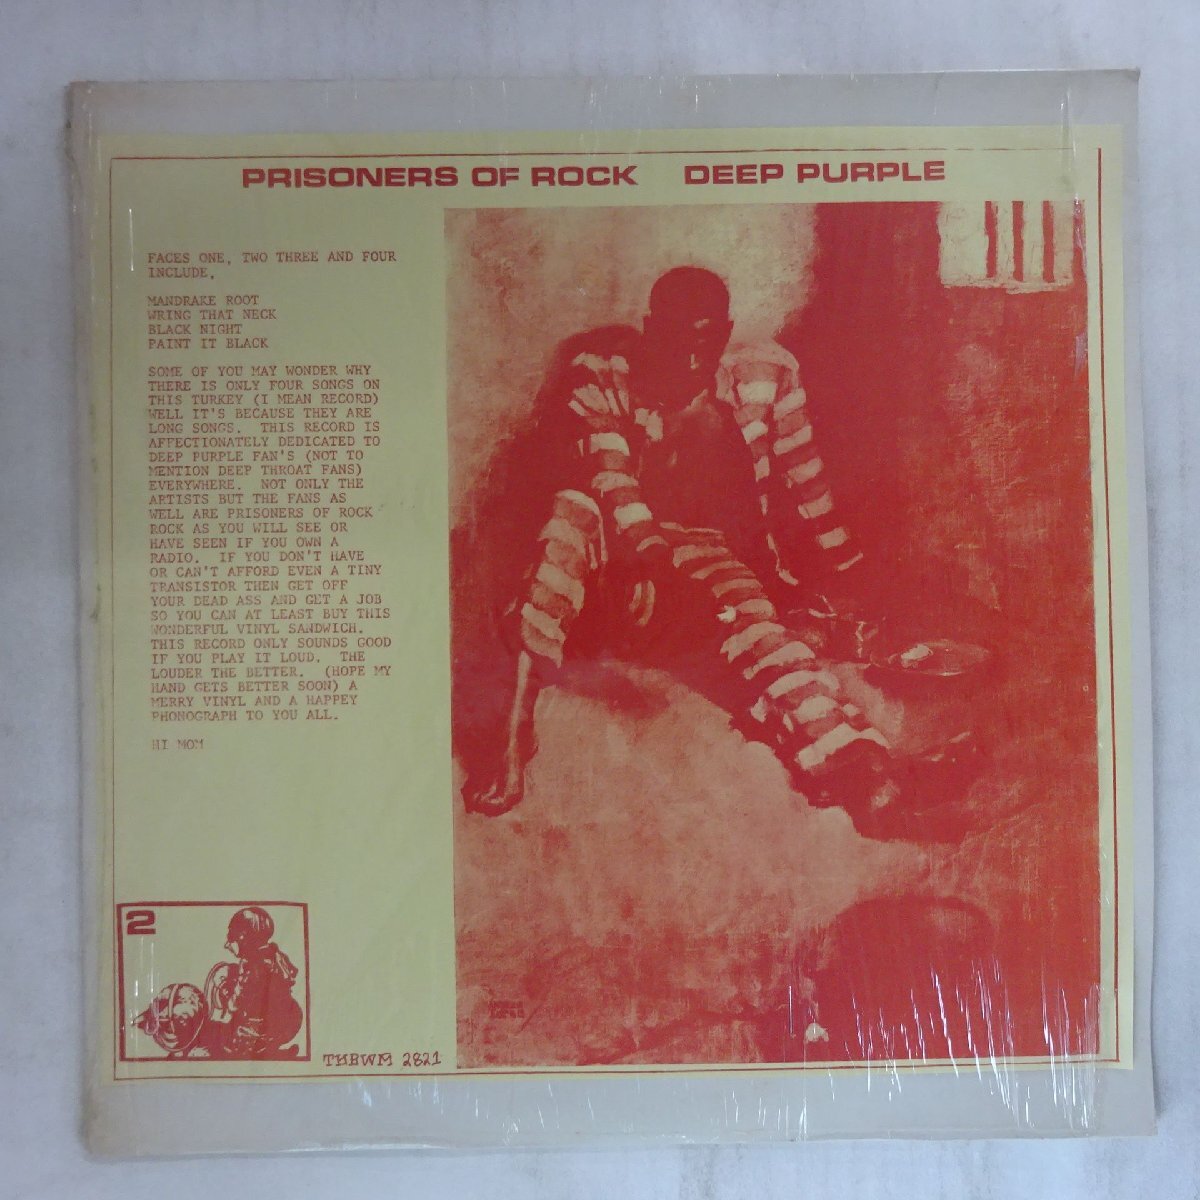 PRISONERS OF ROCK DEEP PURPLE
FACES ONE, TWO THREE AND FOUR
INCLUDE.
MANDRAKE ROOT
WRING THAT NECK
BLACK NIGHT
PAINT IT BLACK
SOME OF YOU MAY WONDER WHY
THERE IS ONLY FOUR SONGS ON
THIS TURKEY (I MEAN RECORD)
WELL IT'S BECAUSE THEY ARE
LONG SONGS. THIS RECORD IS
AFFECTIONATELY DEDICATED TO
DEEP PURPLE FAN'S (NOT TO
MENTION DEEP THROAT FANS)
EVERYWHERE. NOT ONLY THE
ARTISTS BUT THE FANS AS
WELL ARE PRISONERS OF ROCK
ROCK AS YOU WILL SEE OR
HAVE SEEN IF YOU OWN A
RADIO. IF YOU DON'T HAVE
OR CAN'T AFFORD EVEN A TINY
TRANSISTOR THEN GET OFF
YOUR DEAD ASS AND GET A JOB
SO YOU CAN AT LEAST BUY THIS
WONDERFUL VINYL SANDWICH.
THIS RECORD ONLY SOUNDS GOOD
IF YOU PLAY IT LOUD. THE
LOUDER THE BETTER. (HOPE MY
HAND GETS BETTER SOON) A
MERRY VINYL AND A HAPPEY
PHONOGRAPH TO YOU ALL.
HI MOM
2
TKBWM 2821